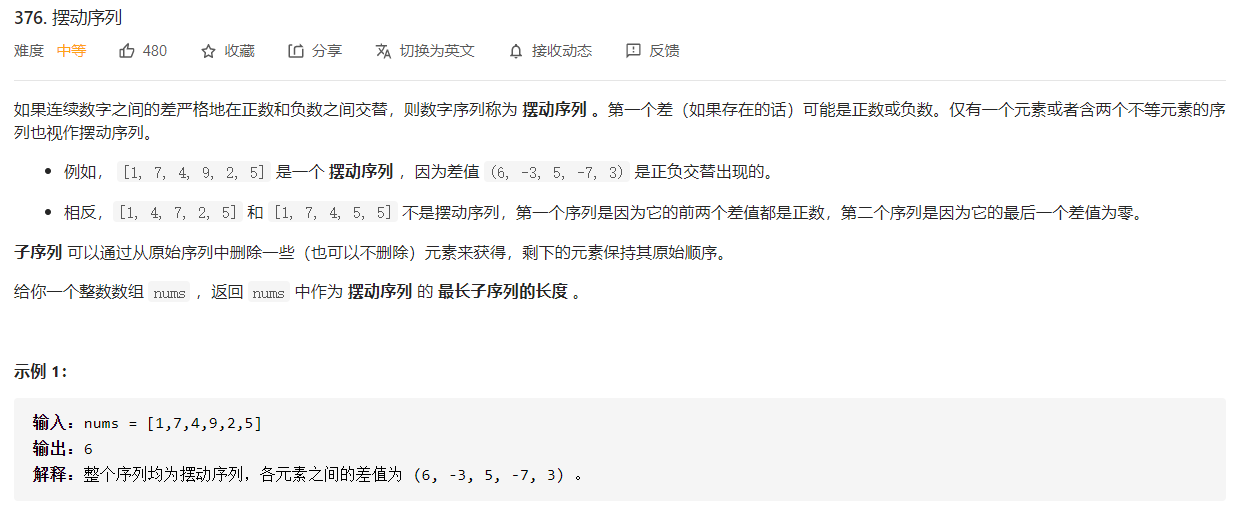 376. 摆动序列
难度 中等 480 收藏 分享 切换为英文 接收动态 反馈
如果连续数字之间的差严格地在正数和负数之间交替，则数字序列称为 摆动序列 。第一个差（如果存在的话）可能是正数或负数。仅有一个元素或者含两个不等元素的序
列也视作摆动序列。
• 例如， [1, 7, 4, 9, 2, 5] 是一个 摆动序列 ，因为差值 (6, -3, 5, -7, 3) 是正负交替出现的。
• 相反，[1, 4, 7, 2, 5] 和 [1, 7, 4, 5, 5] 不是摆动序列，第一个序列是因为它的前两个差值都是正数，第二个序列是因为它的最后一个差值为零。
子序列 可以通过从原始序列中删除一些（也可以不删除）元素来获得，剩下的元素保持其原始顺序。
给你一个整数数组 nums ，返回 nums 中作为 摆动序列 的 最长子序列的长度 。
示例 1：
输入：nums = [1,7,4,9,2,5]
输出：6
解释：整个序列均为摆动序列，各元素之间的差值为 (6, -3, 5, -7, 3) 。